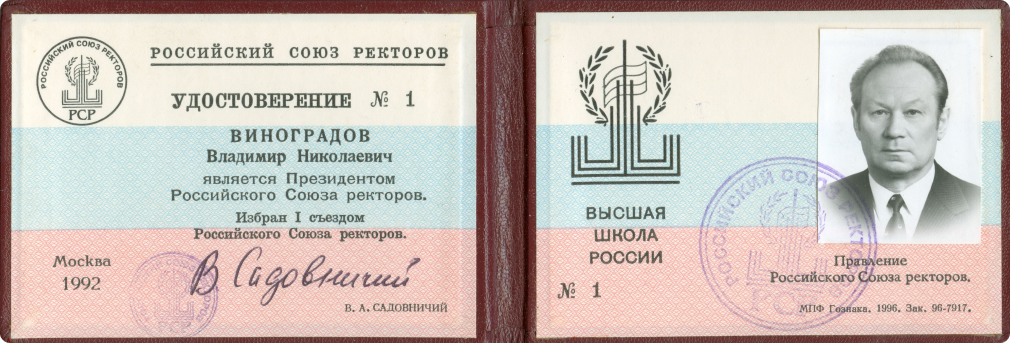 РОССИЙСКИЙ СОЮЗ РЕКТОРОВ
РСР
РОССИЙСКИЙ СОЮЗ РЕКТОРОВ
УДОСТОВЕРЕНИЕ № 1
ВИНОГРАДОВ
Владимир Николаевич
является Президентом
Российского Союза ректоров.
Избран I съездом
Российского Союза ректоров.
Москва
1992
В. Садовничий
В. А. САДОВНИЧИЙ
РСР
ВЫСШАЯ
ШКОЛА
РОССИИ
№ 1
РОССИЙСКИЙ СОЮЗ РЕКТОРОВ
РСР
Правление
Российского Союза ректоров.
МПФ Гознака. 1996. Зак. 96-7917.